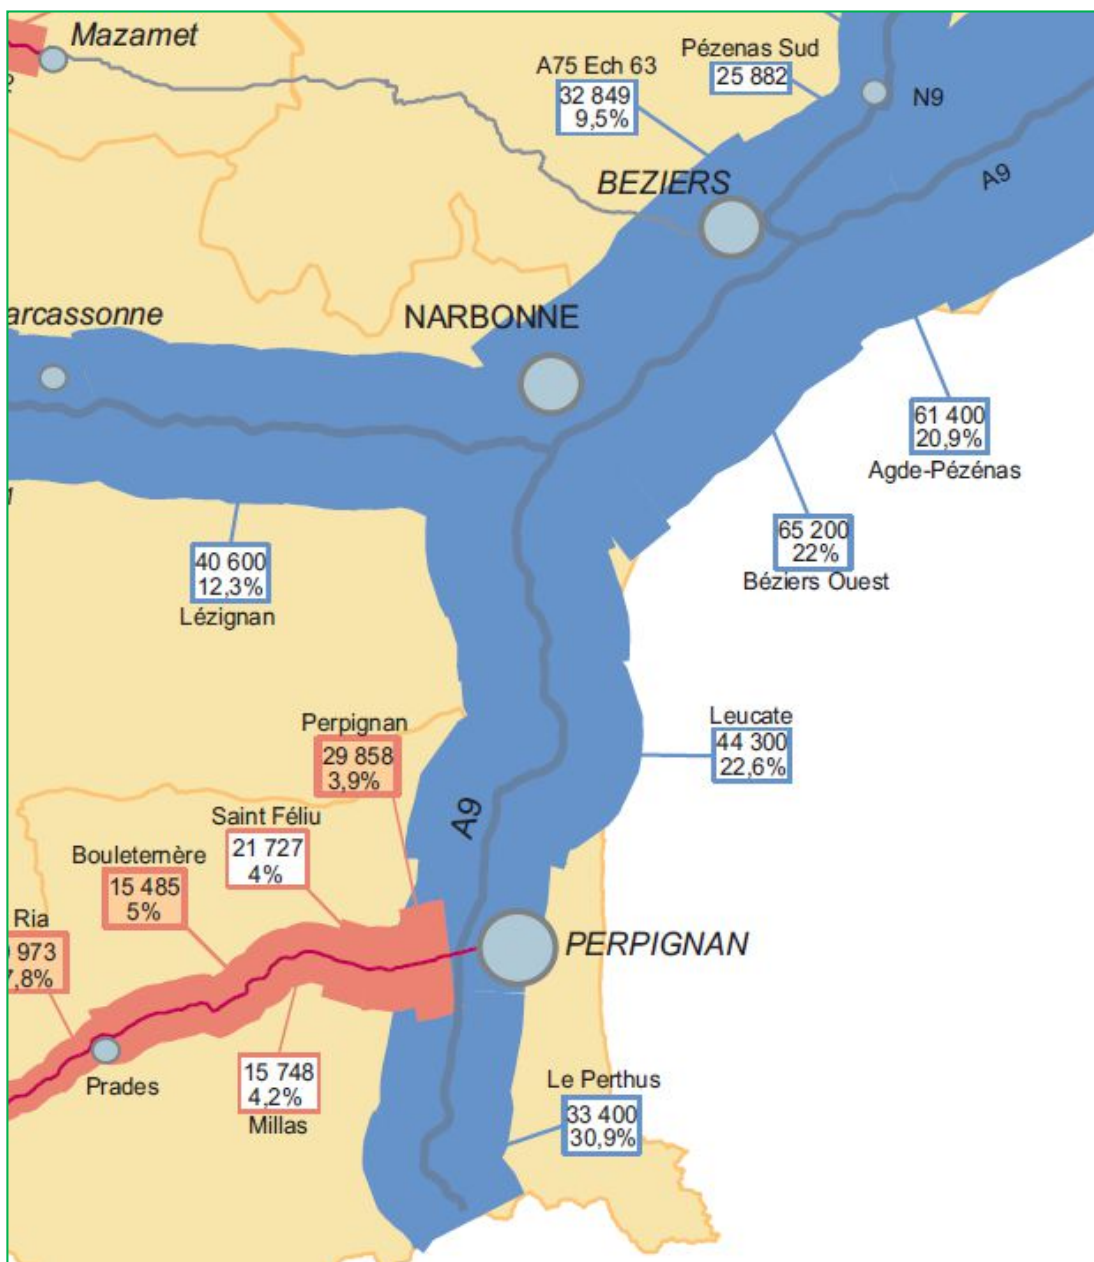 Mazamet
Pézenas Sud
25 882
A75 Ech 63
32 849
9,5%
N9
BEZIERS
A9
arcassonne
NARBONNE
61 400
20,9%
Agde-Pézénas
65 200
22%
Béziers Ouest
40 600
12,3%
Lézignan
Perpignan
29 858
3,9%
Leucate
44 300
22,6%
A9
Saint Féliu
21 727
4%
Bouletemère
15 485
5%
Ria
973
7,8%
PERPIGNAN
Prades
15 748
4,2%
Millas
Le Perthus
33 400
30,9%